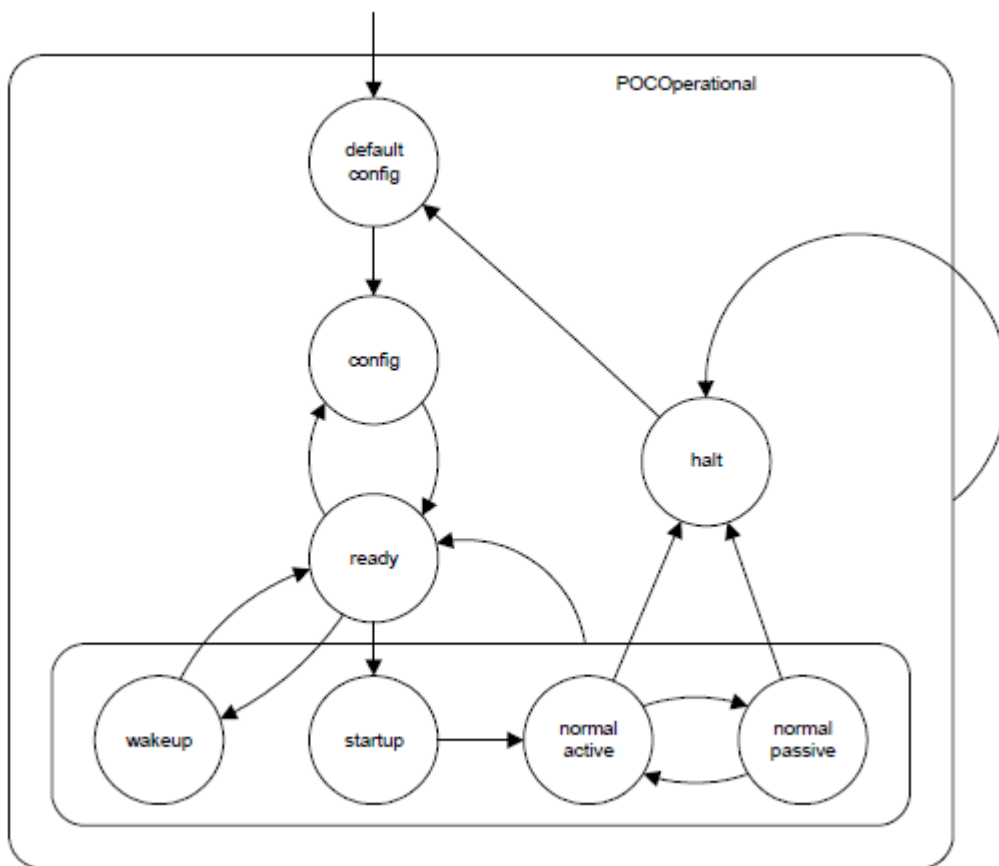 POCOperational
default
config
config
halt
ready
wakeup
startup
normal
active
normal
passive